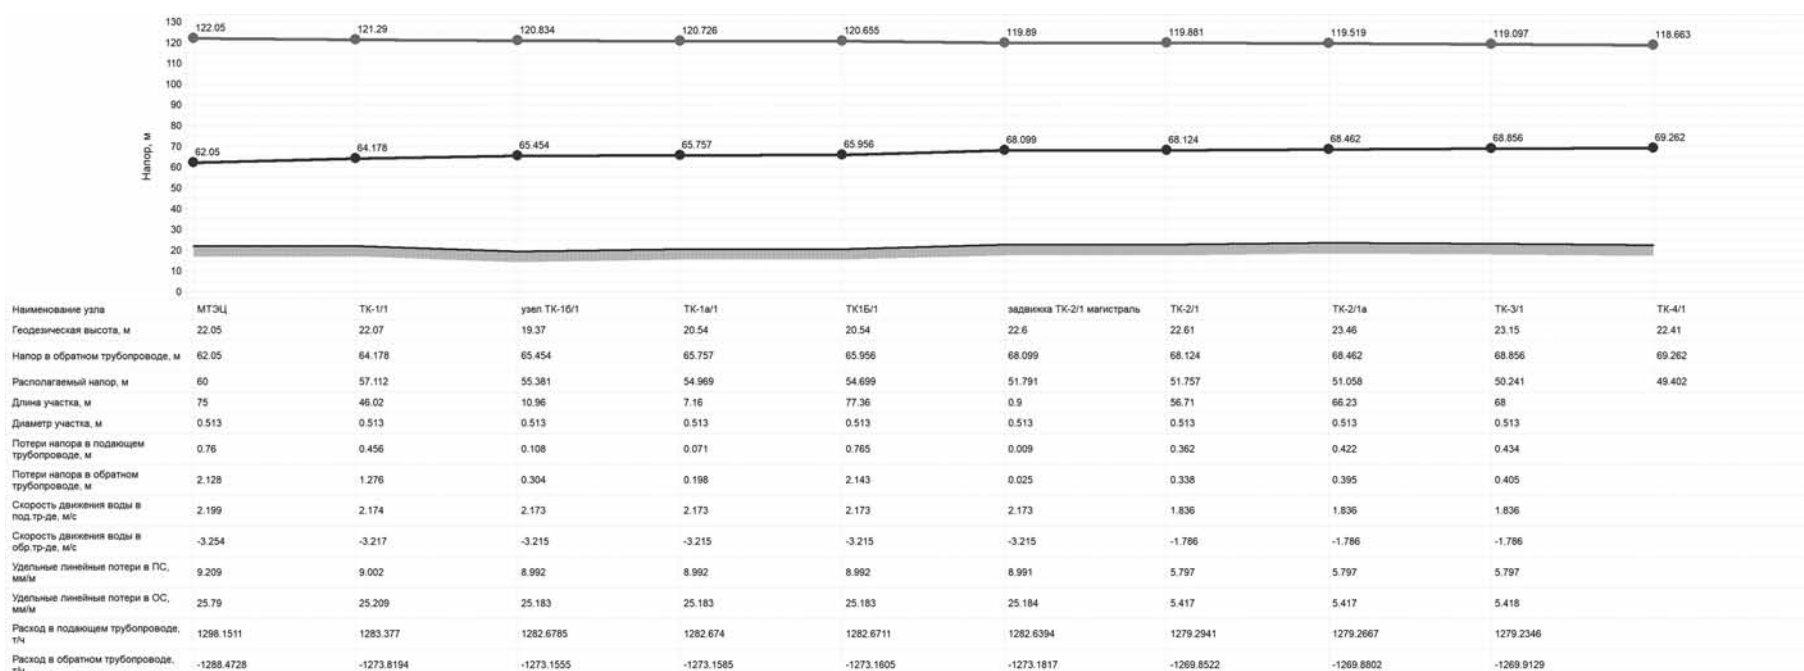 130
120
110
100
90
80
70
60
50
40
30
20
10
0
Напор, м
122.05 121.29 120.834 120.726 120.655 119.89 119.881 119.519 119.097 118.663
62.05 64.178 65.454 65.757 65.956 68.099 68.124 68.462 68.856 69.262
Наименование узла МТЭЦ ТК-1/1 узел ТК-1б/1 ТК-1а/1 ТК1Б/1 задвижка ТК-2/1 магистраль ТК-2/1 ТК-2/1а ТК-3/1 ТК-4/1
Геодезическая высота, м 22.05 22.07 19.37 20.54 20.54 22.6 22.61 23.46 23.15 22.41
Напор в обратном трубопроводе, м 62.05 64.178 65.454 65.757 65.956 68.099 68.124 68.462 68.856 69.262
Располагаемый напор, м 60 57.112 55.381 54.969 54.699 51.791 51.757 51.058 50.241 49.402
Длина участка, м 75 46.02 10.96 7.16 77.36 0.9 56.71 66.23 68
Диаметр участка, м 0.513 0.513 0.513 0.513 0.513 0.513 0.513 0.513 0.513
Потери напора в подающем
трубопроводе, м 0.76 0.456 0.108 0.071 0.765 0.009 0.362 0.422 0.434
Потери напора в обратном
трубопроводе, м 2.128 1.276 0.304 0.198 2.143 0.025 0.338 0.395 0.405
Скорость движения воды в
под.тр-де, м/с 2.199 2.174 2.173 2.173 2.173 2.173 1.836 1.836 1.836
Скорость движения воды в
обр.тр-де, м/с -3.254 -3.217 -3.215 -3.215 -3.215 -3.215 -1.786 -1.786 -1.786
Удельные линейные потери в ПС,
мм/м 9.209 9.002 8.992 8.992 8.992 8.991 5.797 5.797 5.797
Удельные линейные потери в ОС,
мм/м 25.79 25.209 25.183 25.183 25.183 25.184 5.417 5.417 5.418
Расход в подающем трубопроводе,
т/ч 1298.1511 1283.377 1282.6785 1282.674 1282.6711 1282.6394 1279.2941 1279.2667 1279.2346
Расход в обратном трубопроводе,
т/ч -1288.4728 -1273.8194 -1273.1555 -1273.1585 -1273.1605 -1273.1817 -1269.8522 -1269.8802 -1269.9129